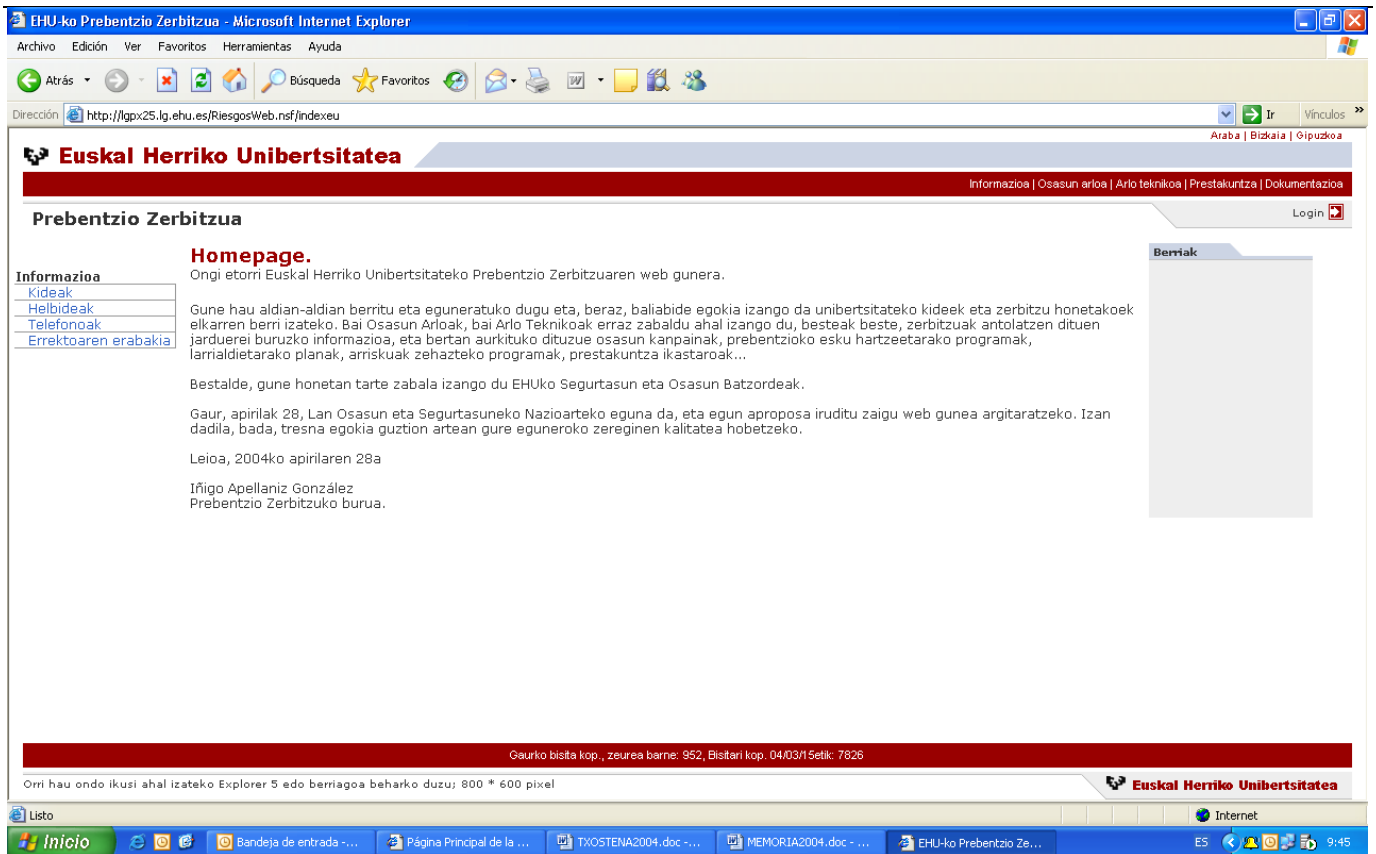 EHU-ko Prebentzio Zerbitzua - Microsoft Internet Explorer
Archivo Edición Ver Favoritos Herramientas Ayuda
Atrás Búsqueda Favoritos
Dirección http://lgpx25.lg.ehu.es/RiesgosWeb.nsf/indexeu Ir Vínculos »
Araba | Bizkaia | Gipuzkoa
Euskal Herriko Unibertsitatea
Informazioa | Osasun arloa | Arlo teknikoa | Prestakuntza | Dokumentazioa
Prebentzio Zerbitzua
Login
Informazioa
Kideak
Helbideak
Telefonoak
Errektoaren erabakia
Homepage.
Ongi etorri Euskal Herriko Unibertsitateko Prebentzio Zerbitzuaren web gunera.
Gune hau aldian-aldian berritu eta eguneratuko dugu eta, beraz, baliabide egokia izango da unibertsitateko kideek eta zerbitzu honetakoek
elkarren berri izateko. Bai Osasun Arloak, bai Arlo Teknikoak erraz zabaldu ahal izango du, besteak beste, zerbitzuak antolatzen dituen
jarduerei buruzko informazioa, eta bertan aurkituko dituzue osasun kanpainak, prebentzioko esku hartzeetarako programak,
larrialdietarako planak, arriskuak zehazteko programak, prestakuntza ikastaroak...
Bestalde, gune honetan tarte zabala izango du EHUko Segurtasun eta Osasun Batzordeak.
Gaur, apirilak 28, Lan Osasun eta Segurtasuneko Nazioarteko eguna da, eta egun aproposa iruditu zaigu web gunea argitaratzeko. Izan
dadila, bada, tresna egokia guztion artean gure eguneroko zereginen kalitatea hobetzeko.
Leioa, 2004ko apirilaren 28a
Iñigo Apellaniz González
Prebentzio Zerbitzuko burua.
Berriak
Gaurko bisita kop., zeurea barne: 952, Bisitari kop. 04/03/15etik: 7826
Orri hau ondo ikusi ahal izateko Explorer 5 edo berriagoa beharko duzu; 800 * 600 pixel
Euskal Herriko Unibertsitatea
Listo Internet
Inicio Bandeja de entrada -... Página Principal de la ... TXOSTENA2004.doc -... MEMORIA2004.doc - ... EHU-ko Prebentzio Ze... ES 9:45